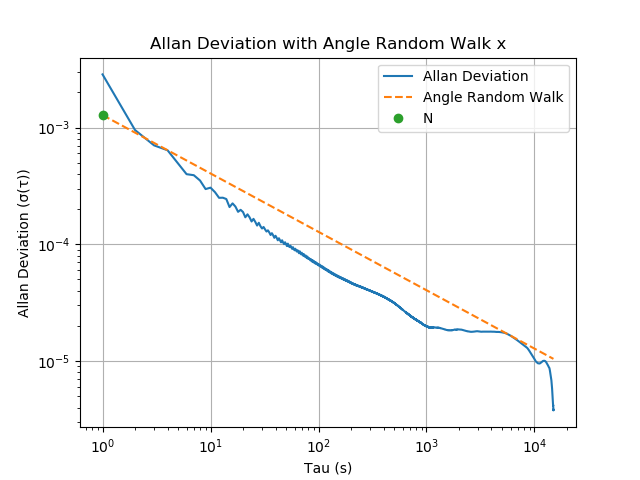 Allan Deviation with Angle Random Walk x
Allan Deviation
Angle Random Walk
N
Allan Deviation (σ(τ))
10⁻³
10⁻⁴
10⁻⁵
10⁰ 10¹ 10² 10³ 10⁴
Tau (s)